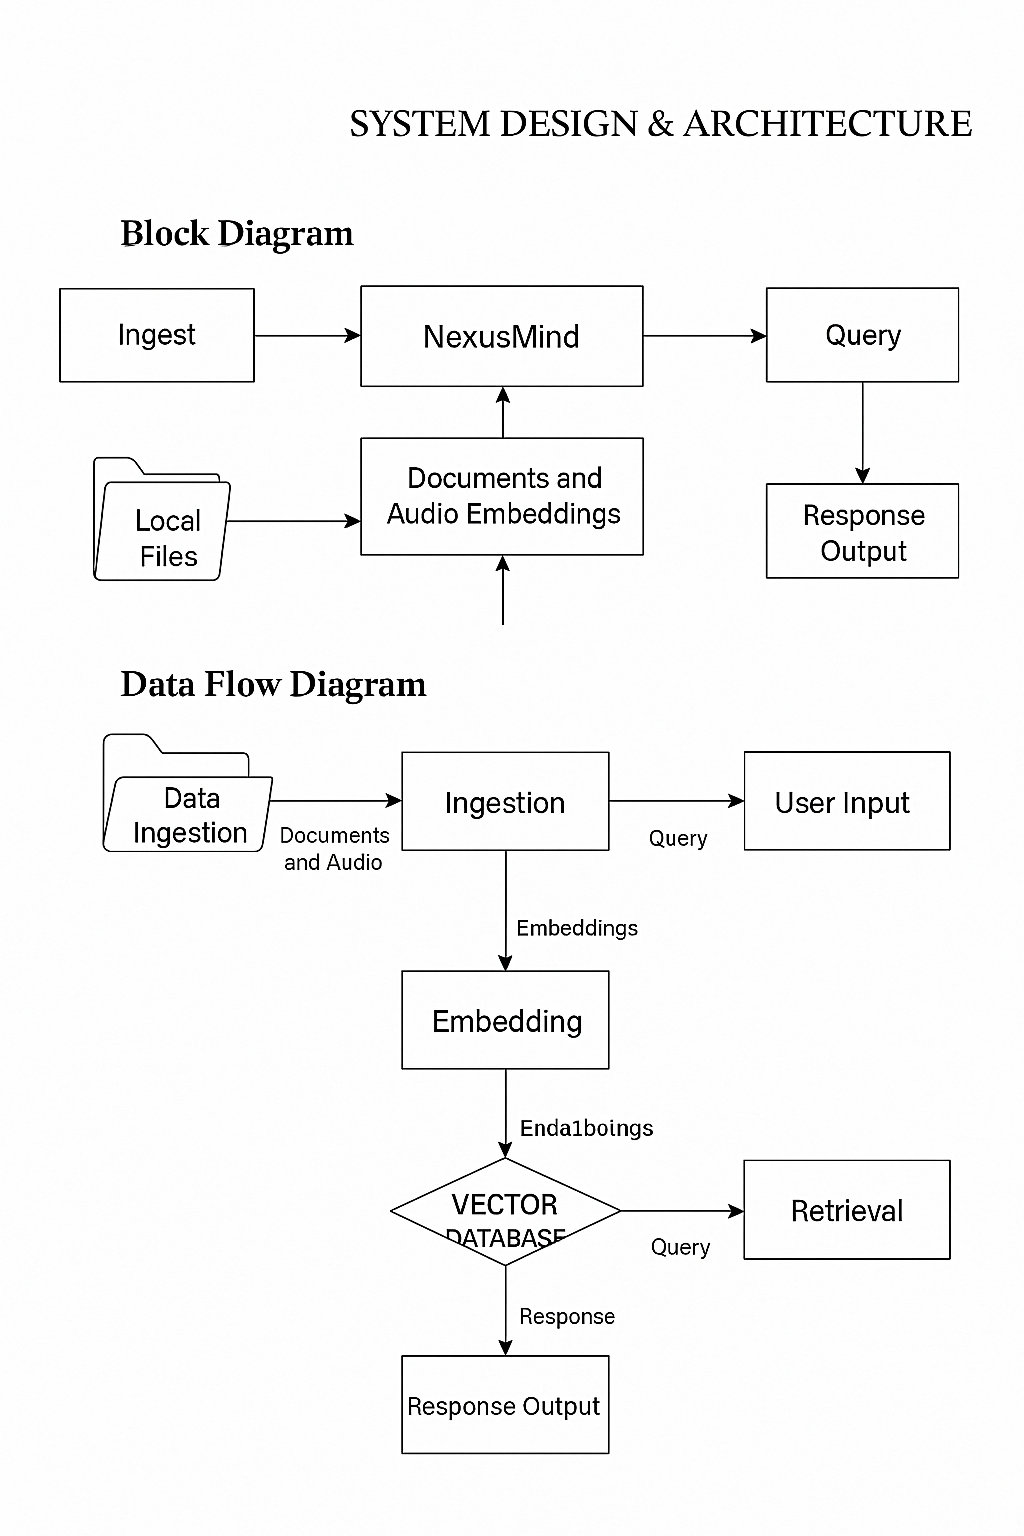 SYSTEM DESIGN & ARCHITECTURE
Block Diagram
Ingest
NexusMind
Query
Local
Files
Documents and
Audio Embeddings
Response
Output
Data Flow Diagram
Data
Ingestion
Documents
and Audio
Ingestion
Query
User Input
Embeddings
Embedding
Enda1boings
VECTOR
DATABASE
Query
Retrieval
Response
Response Output